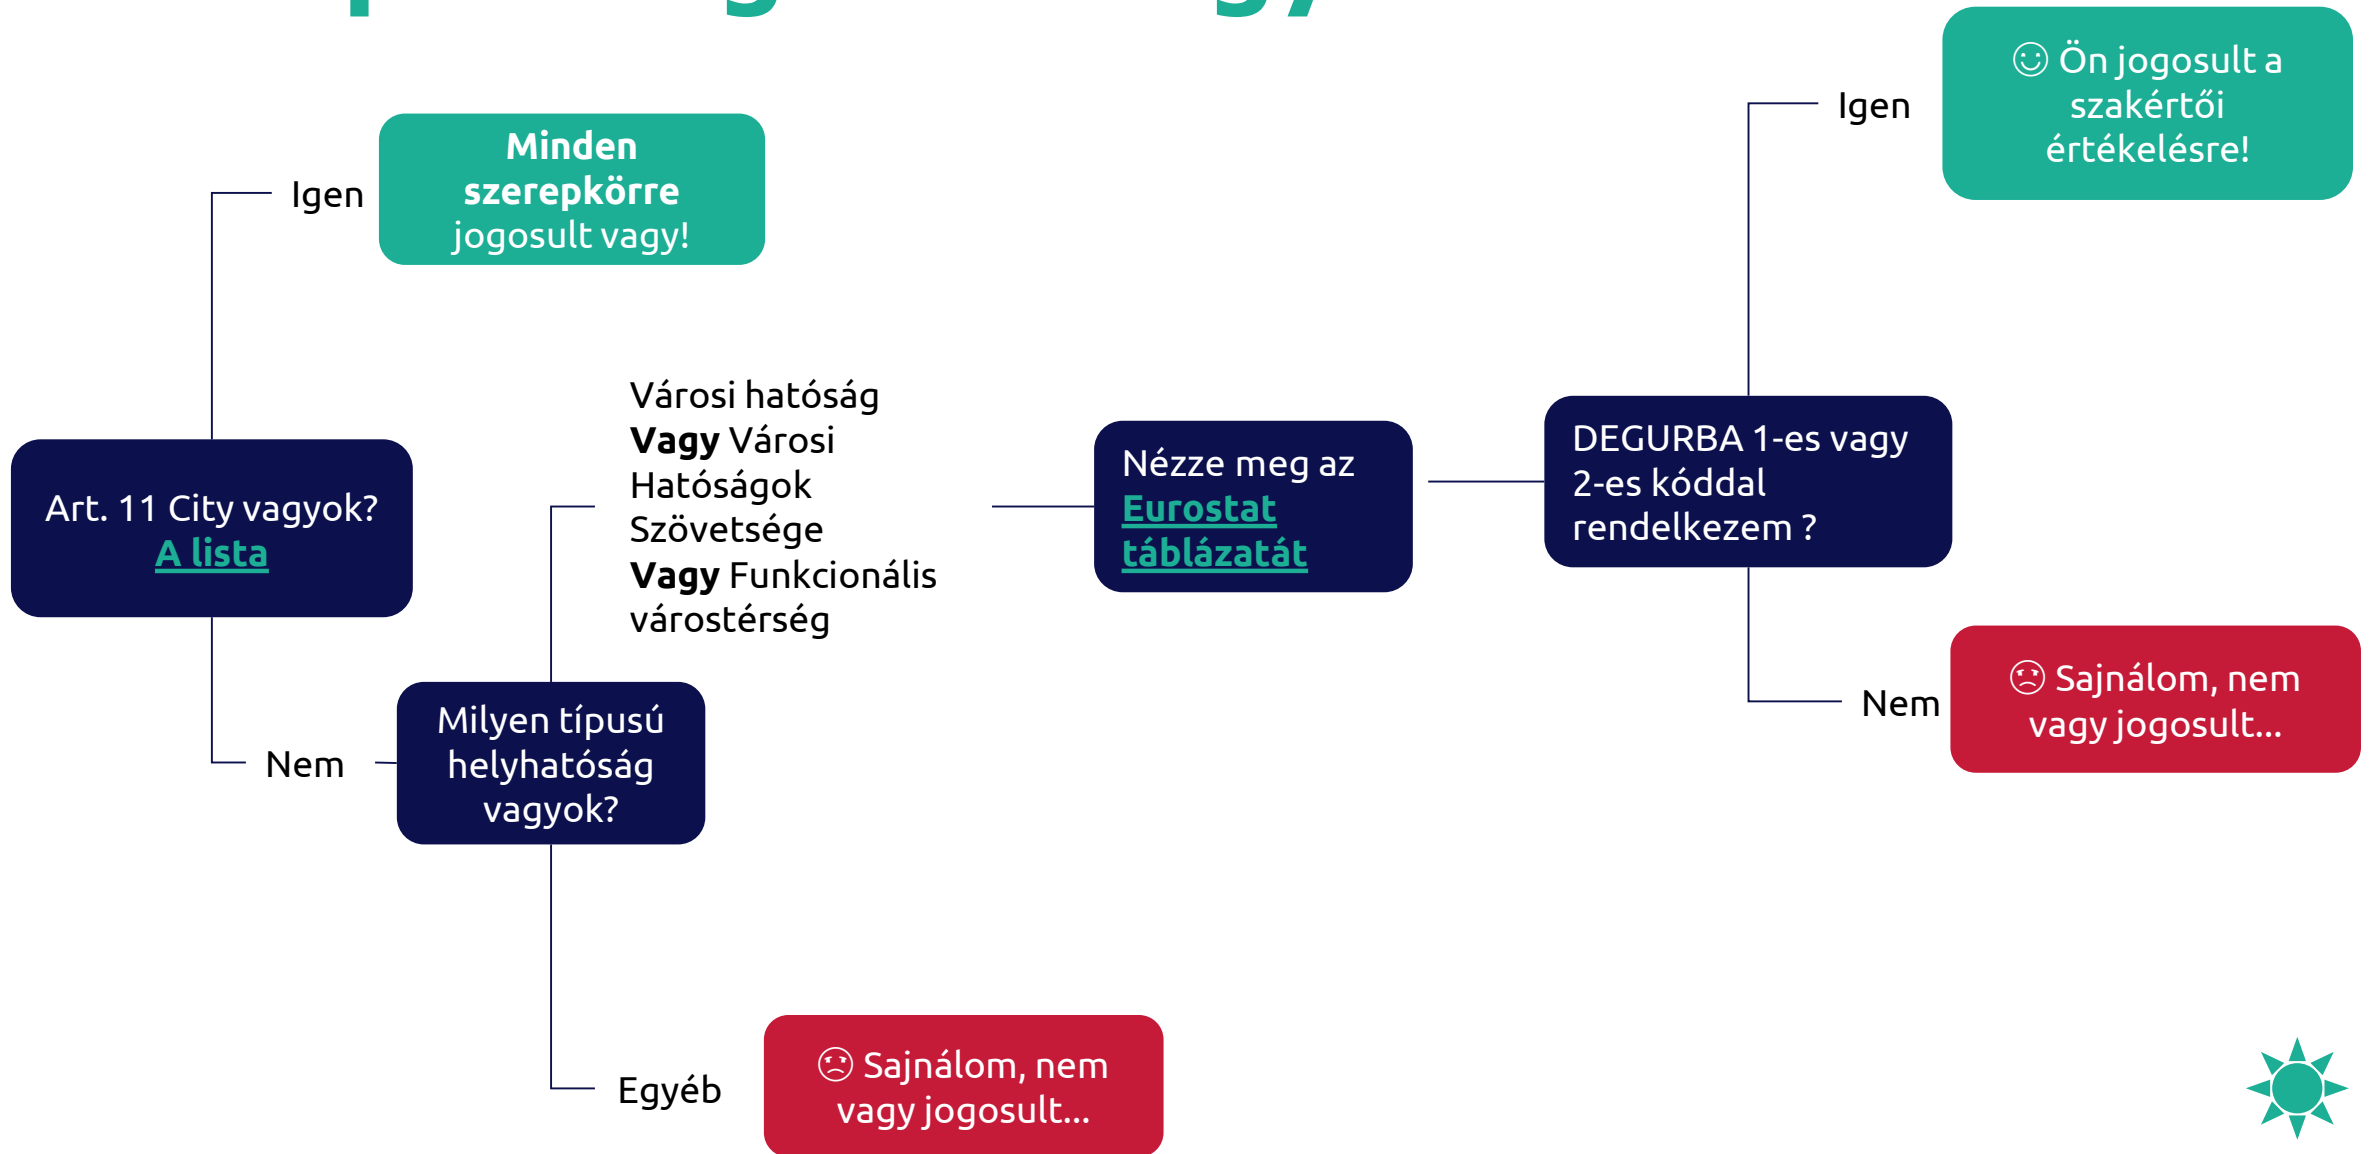 Igen
Minden
szerepkörre
jogosult vagy!
Art. 11 City vagyok?
A lista
Nem
Milyen típusú
helyhatóság
vagyok?
Városi hatóság
Vagy Városi
Hatóságok
Szövetsége
Vagy Funkcionális
várostérség
Egyéb
☹ Sajnálom, nem
vagy jogosult...
Nézze meg az
Eurostat
táblázatát
DEGURBA 1-es vagy
2-es kóddal
rendelkezem ?
Igen
☺ Ön jogosult a
szakértői
értékelésre!
Nem
☹ Sajnálom, nem
vagy jogosult...